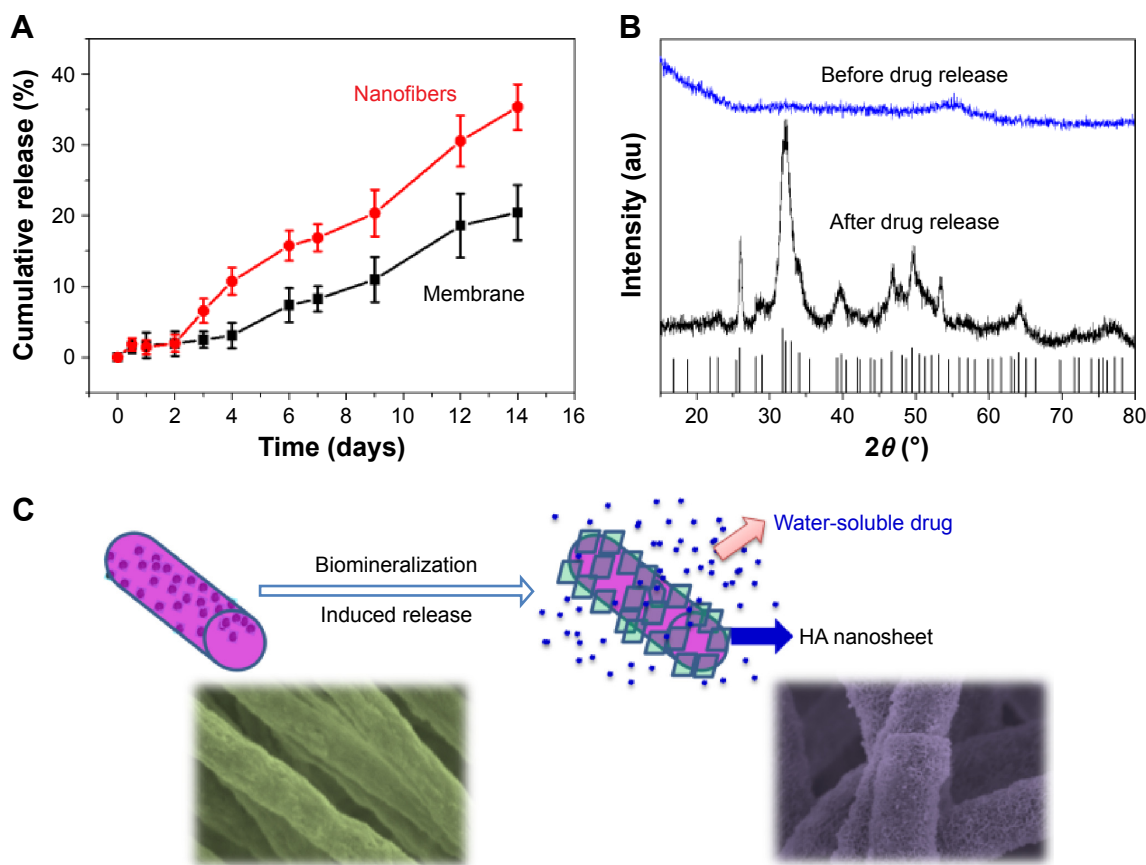 A
Cumulative release (%)
40
30
20
10
0
Nanofibers
Membrane
0 2 4 6 8 10 12 14 16
Time (days)
B
Intensity (au)
Before drug release
After drug release
20 30 40 50 60 70 80
2θ (°)
C
Biomineralization
Induced release
Water-soluble drug
HA nanosheet